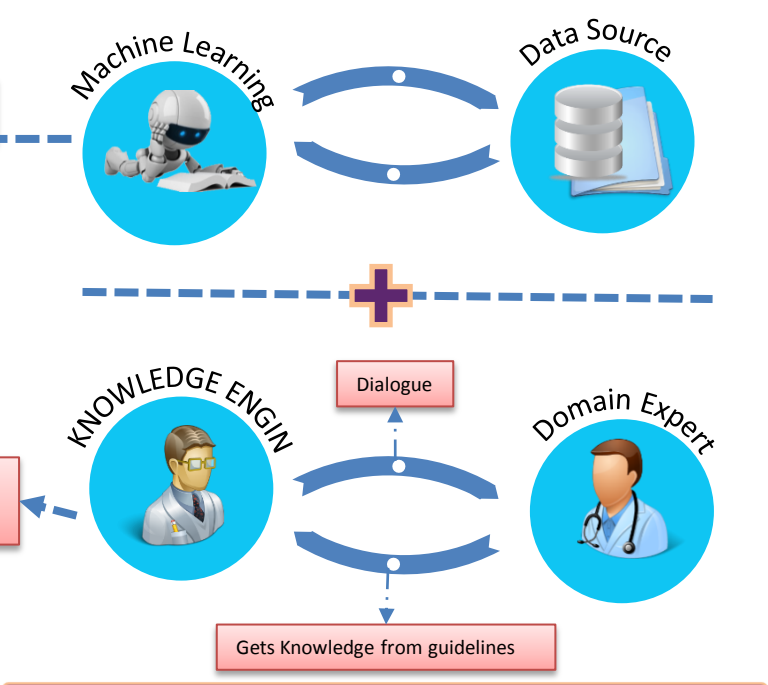 Machine Learning
Data Source
Dialogue
KNOWLEDGE ENGIN
Domain Expert
Gets Knowledge from guidelines